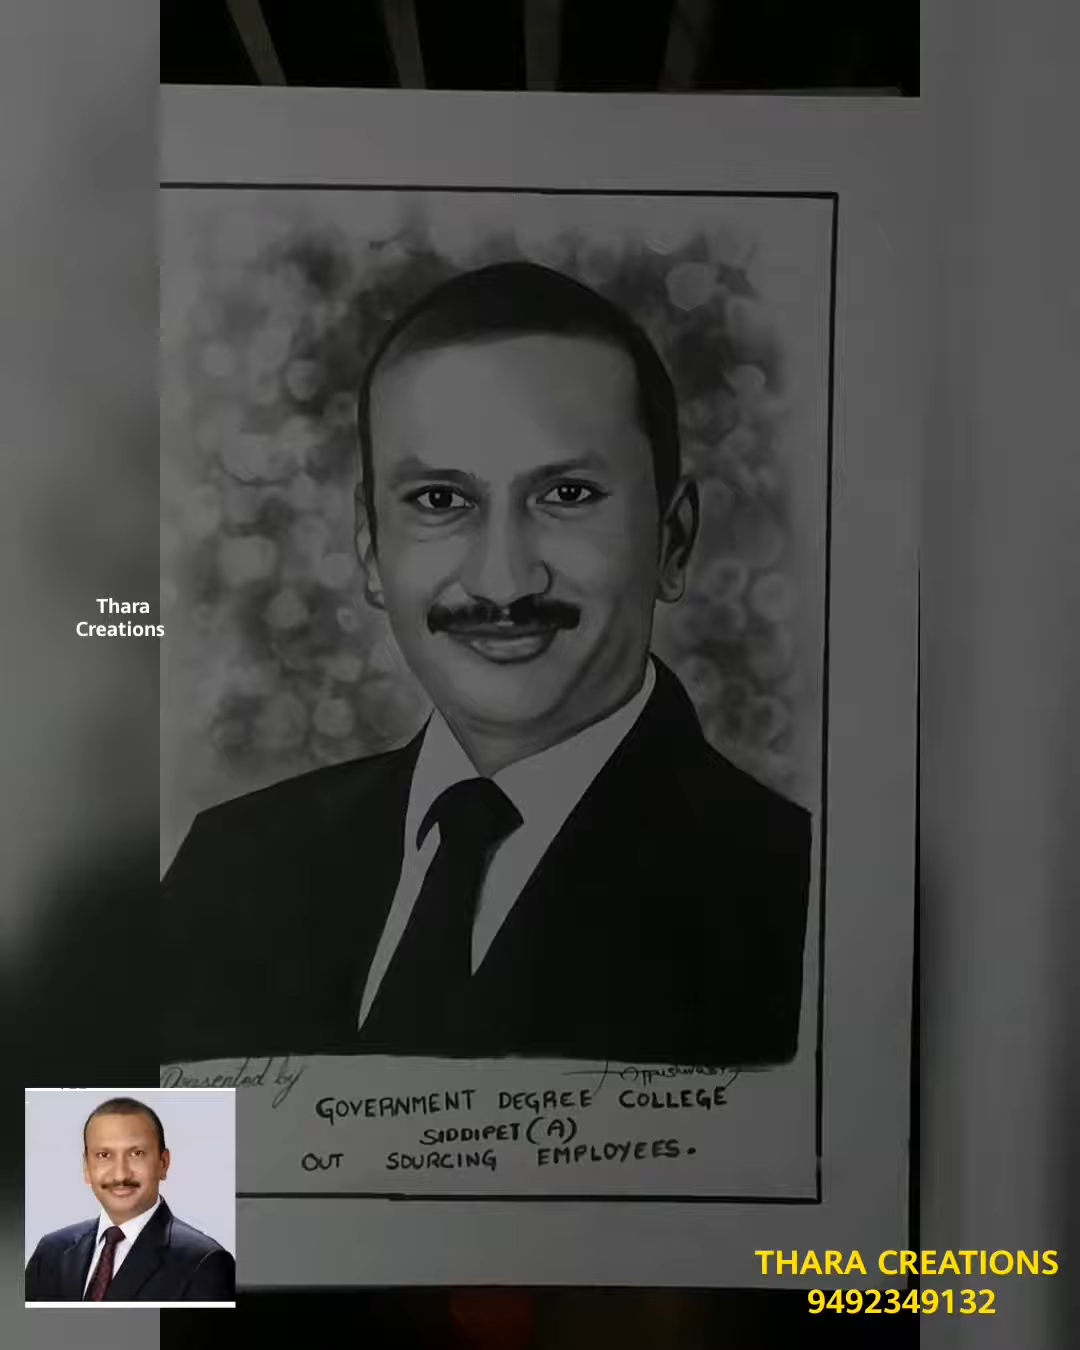 Thara
Creations
Presented by
GOVERNMENT DEGREE COLLEGE
SIDDIPET (A)
OUT SOURCING EMPLOYEES.
THARA CREATIONS
9492349132